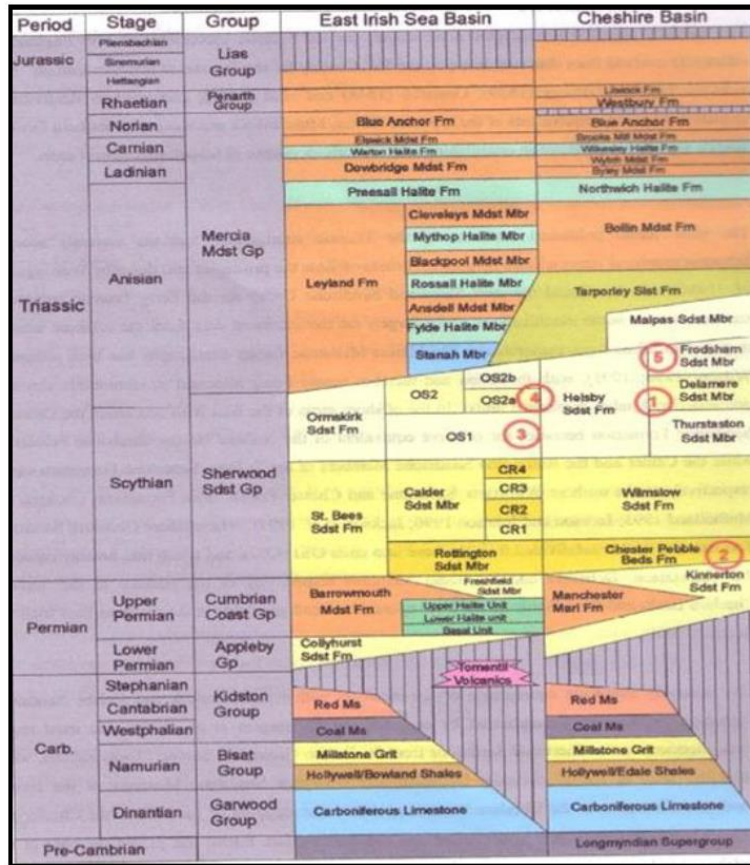 Period Stage Group East Irish Sea Basin Cheshire Basin
Jurassic
Pliensbachian
Sinemurian
Hettangian
Lias
Group
Triassic
Rhaetian
Norian
Carnian
Ladinian
Anisian
Scythian
Penarth
Group
Mercia
Mdst Gp
Sherwood
Sdst Gp
Blue Anchor Fm
Elswick Mdst Fm
Warton Halite Fm
Dowbridge Mdst Fm
Preesall Halite Fm
Leyland Fm
Cleveleys Mdst Mbr
Mythop Halite Mbr
Blackpool Mdst Mbr
Rossall Halite Mbr
Ansdell Mdst Mbr
Fylde Halite Mbr
Stanah Mbr
Ormskirk
Sdst Fm
OS2
OS2b
OS2a
4
OS1
3
St. Bees
Sdst Fm
Calder
Sdst Mbr
CR4
CR3
CR2
CR1
Rottington
Sdst Mbr
Lilstock Fm
Westbury Fm
Blue Anchor Fm
Brooks Mill Mdst Fm
Wilkesley Halite Fm
Wych Mdst Fm
Byley Mdst Fm
Northwich Halite Fm
Bollin Mdst Fm
Tarporley Slst Fm
Malpas Sdst Mbr
Helsby
Sdst Fm
5
Frodsham
Sdst Mbr
1
Delamere
Sdst Mbr
Thurstaston
Sdst Mbr
Wilmslow
Sdst Fm
Chester Pebble
Beds Fm
2
Kinnerton
Sdst Fm
Permian
Upper
Permian
Lower
Permian
Cumbrian
Coast Gp
Appleby
Gp
Barrowmouth
Mdst Fm
Freshfield
Sdst Mbr
Upper Halite Unit
Lower Halite unit
Basal Unit
Collyhurst
Sdst Fm
Manchester
Marl Fm
Tormentil
Volcanics
Carb.
Stephanian
Cantabrian
Westphalian
Namurian
Dinantian
Kidston
Group
Bisat
Group
Garwood
Group
Red Ms
Coal Ms
Millstone Grit
Hollywell/Bowland Shales
Carboniferous Limestone
Red Ms
Coal Ms
Millstone Grit
Hollywell/Edale Shales
Carboniferous Limestone
Pre-Cambrian
Longmyndian Supergroup